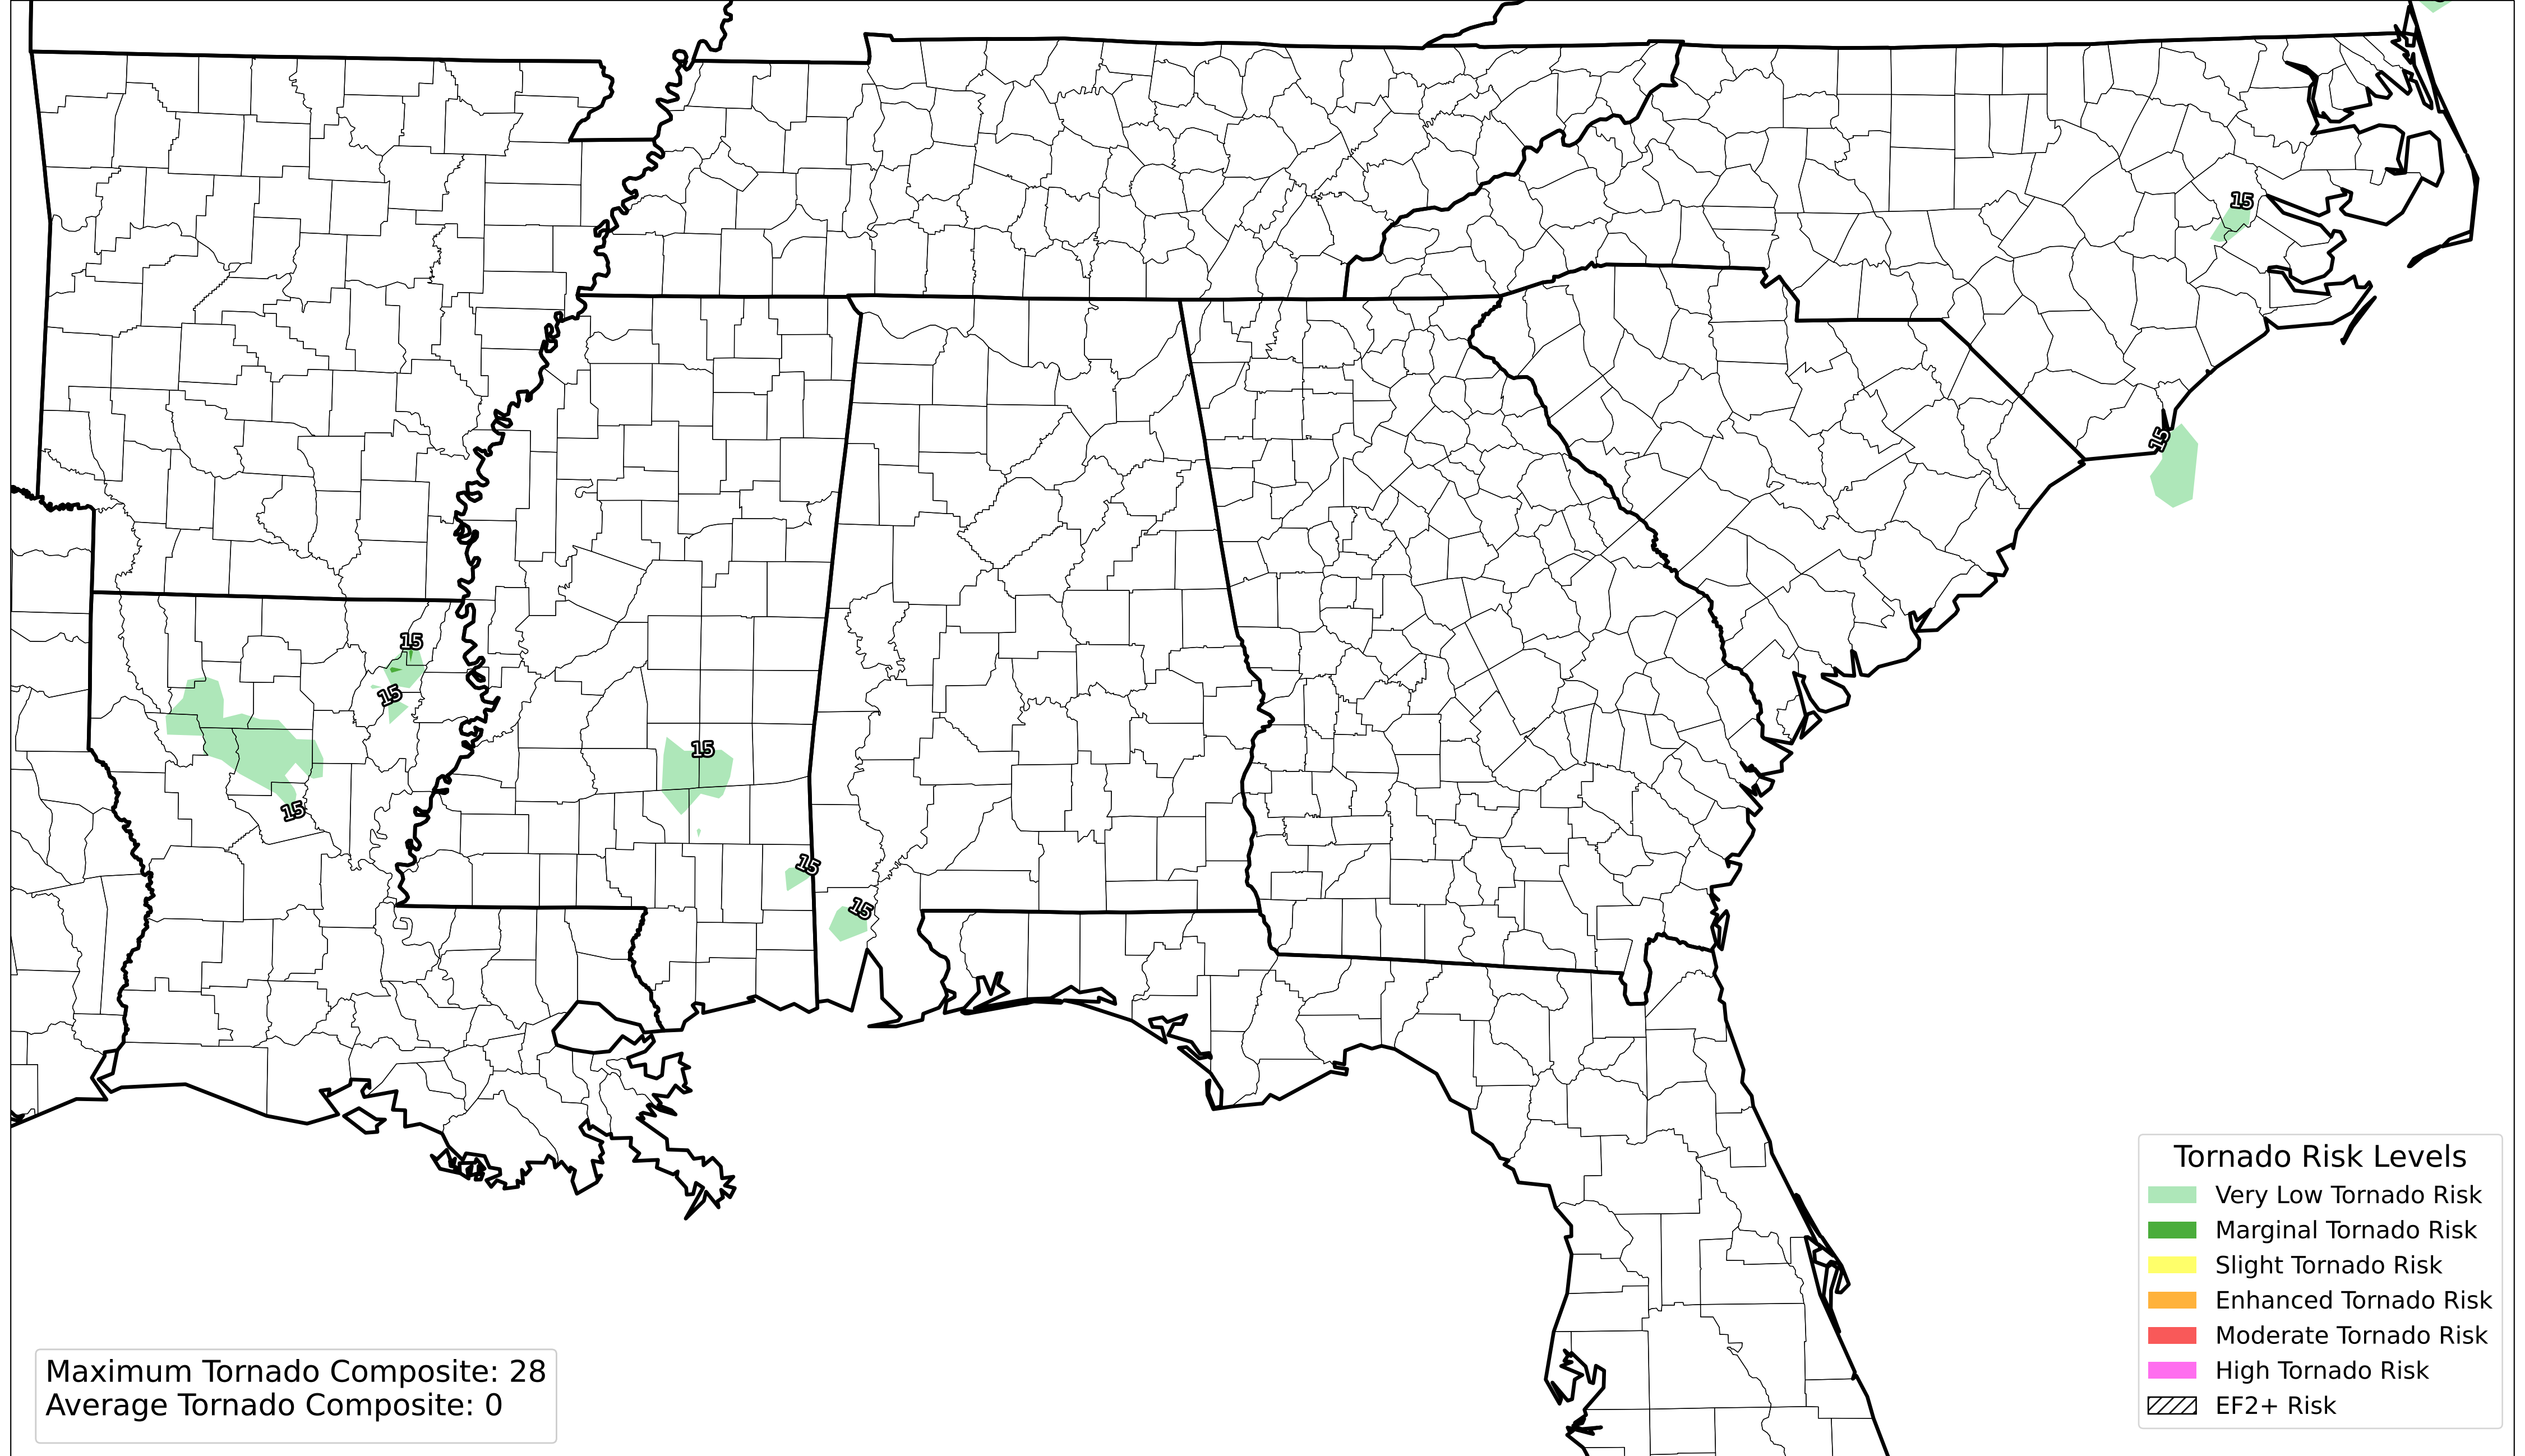 15
15
15
15
15
15
15
15
Tornado Risk Levels
Very Low Tornado Risk
Marginal Tornado Risk
Slight Tornado Risk
Enhanced Tornado Risk
Moderate Tornado Risk
High Tornado Risk
EF2+ Risk
Maximum Tornado Composite: 28
Average Tornado Composite: 0